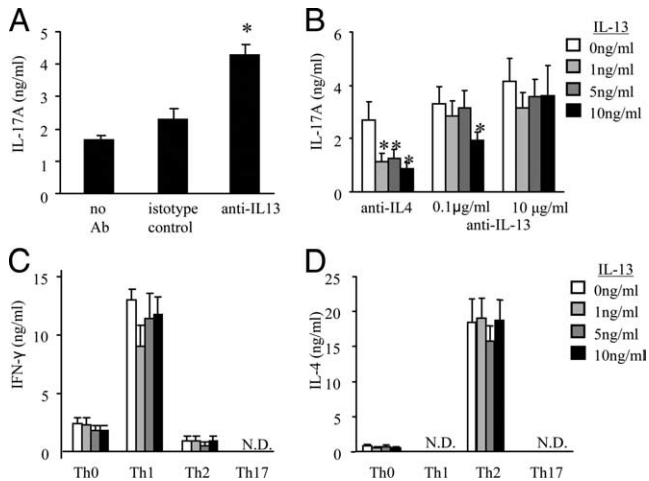 A
IL-17A (ng/ml)
5
4
3
2
1
0
*
no Ab
istotype control
anti-IL13
B
IL-17A (ng/ml)
6
4
2
0
**
*
*
anti-IL4
0.1µg/ml
10 µg/ml
anti-IL-13
IL-13
0ng/ml
1ng/ml
5ng/ml
10ng/ml
C
IFN-γ (ng/ml)
15
10
5
0
N.D.
Th0
Th1
Th2
Th17
D
IL-4 (ng/ml)
25
20
15
10
5
0
N.D.
N.D.
Th0
Th1
Th2
Th17
IL-13
0ng/ml
1ng/ml
5ng/ml
10ng/ml